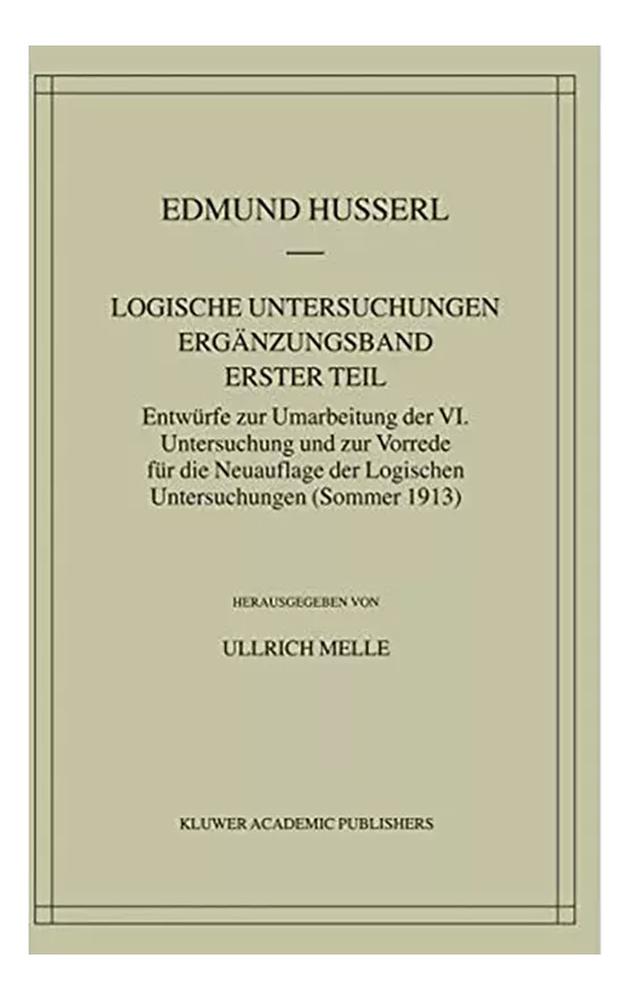 EDMUND HUSSERL
LOGISCHE UNTERSUCHUNGEN
ERGÄNZUNGSBAND
ERSTER TEIL
Entwürfe zur Umarbeitung der VI.
Untersuchung und zur Vorrede
für die Neuauflage der Logischen
Untersuchungen (Sommer 1913)
HERAUSGEGEBEN VON
ULLRICH MELLE
KLUWER ACADEMIC PUBLISHERS